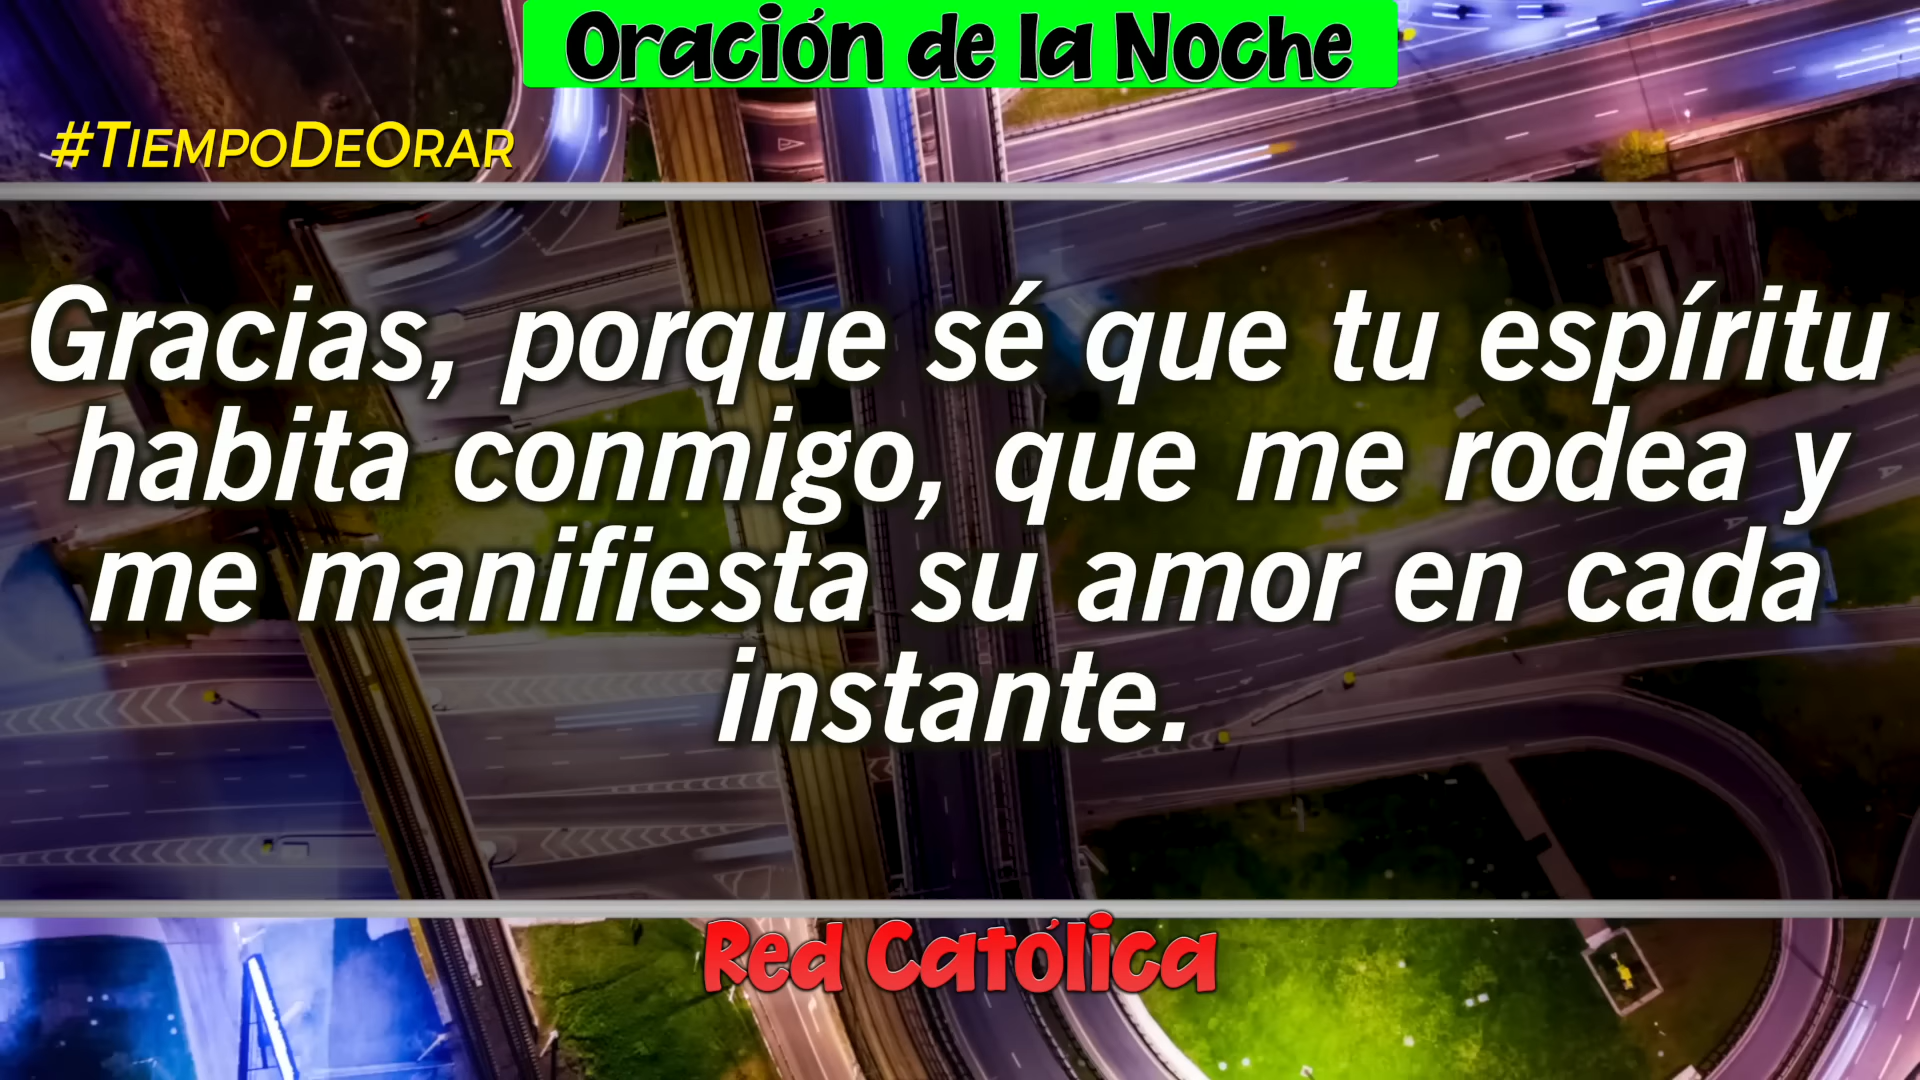 Oración de la Noche
#TiempoDeOrar
Gracias, porque sé que tu espíritu
habita conmigo, que me rodea y
me manifiesta su amor en cada
instante.
Red Católica